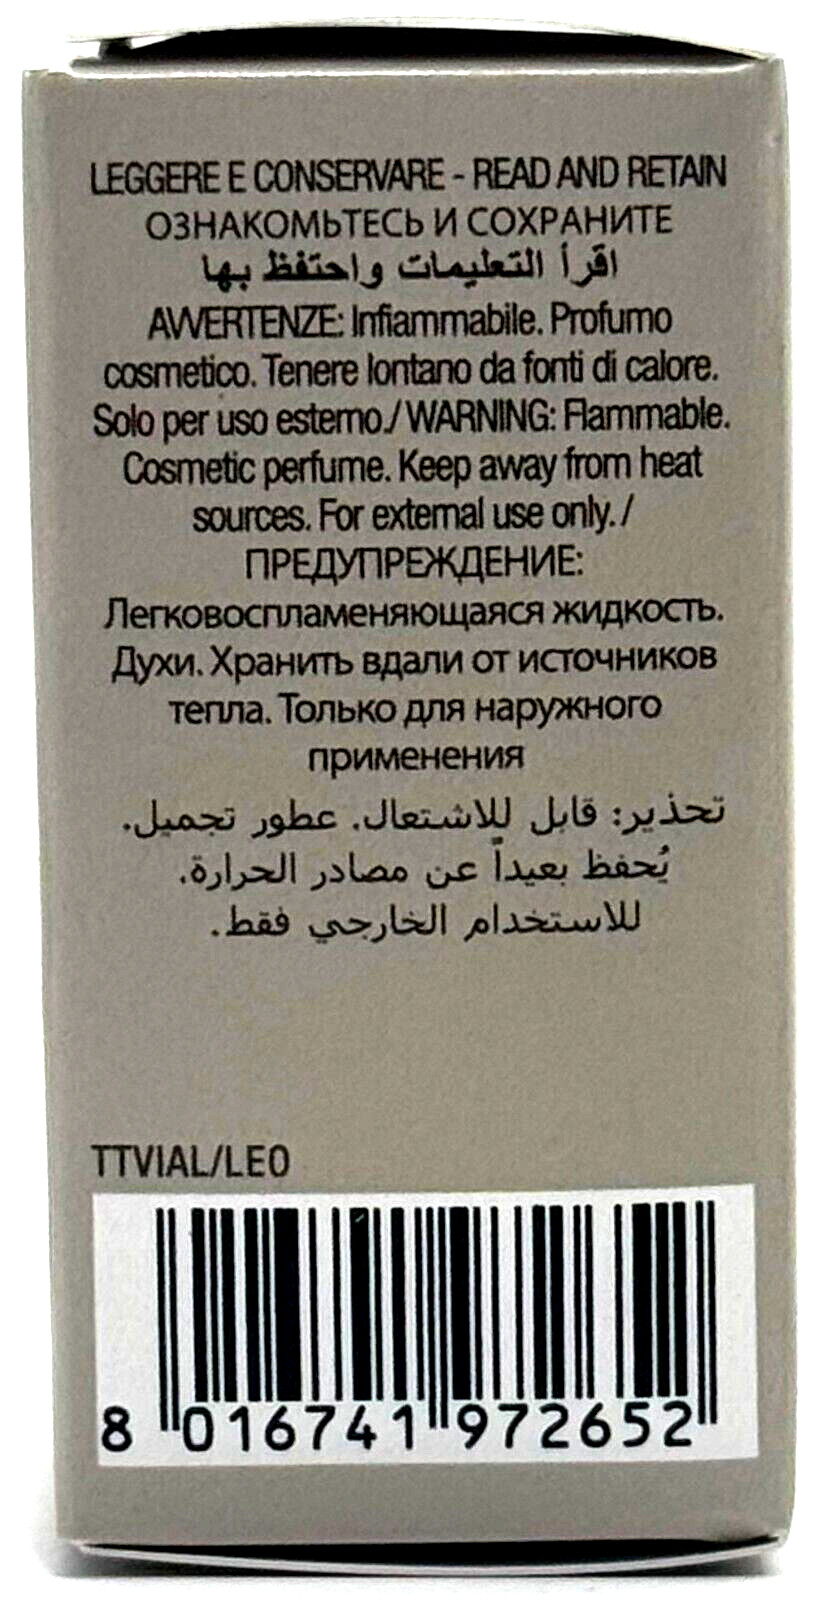 LEGGERE E CONSERVARE - READ AND RETAIN
ОЗНАКОМЬТЕСЬ И СОХРАНИТЕ
اقرأ التعليمات واحتفظ بها
AVVERTENZE: Infiammabile. Profumo
cosmetico. Tenere lontano da fonti di calore.
Solo per uso esterno./ WARNING: Flammable.
Cosmetic perfume. Keep away from heat
sources. For external use only. /
ПРЕДУПРЕЖДЕНИЕ:
Легковоспламеняющаяся жидкость.
Духи. Хранить вдали от источников
тепла. Только для наружного
применения
تحذير: قابل للاشتعال. عطور تجميل.
يُحفظ بعيداً عن مصادر الحرارة.
للاستخدام الخارجي فقط.
TTVIAL/LEO
8 016741 972652